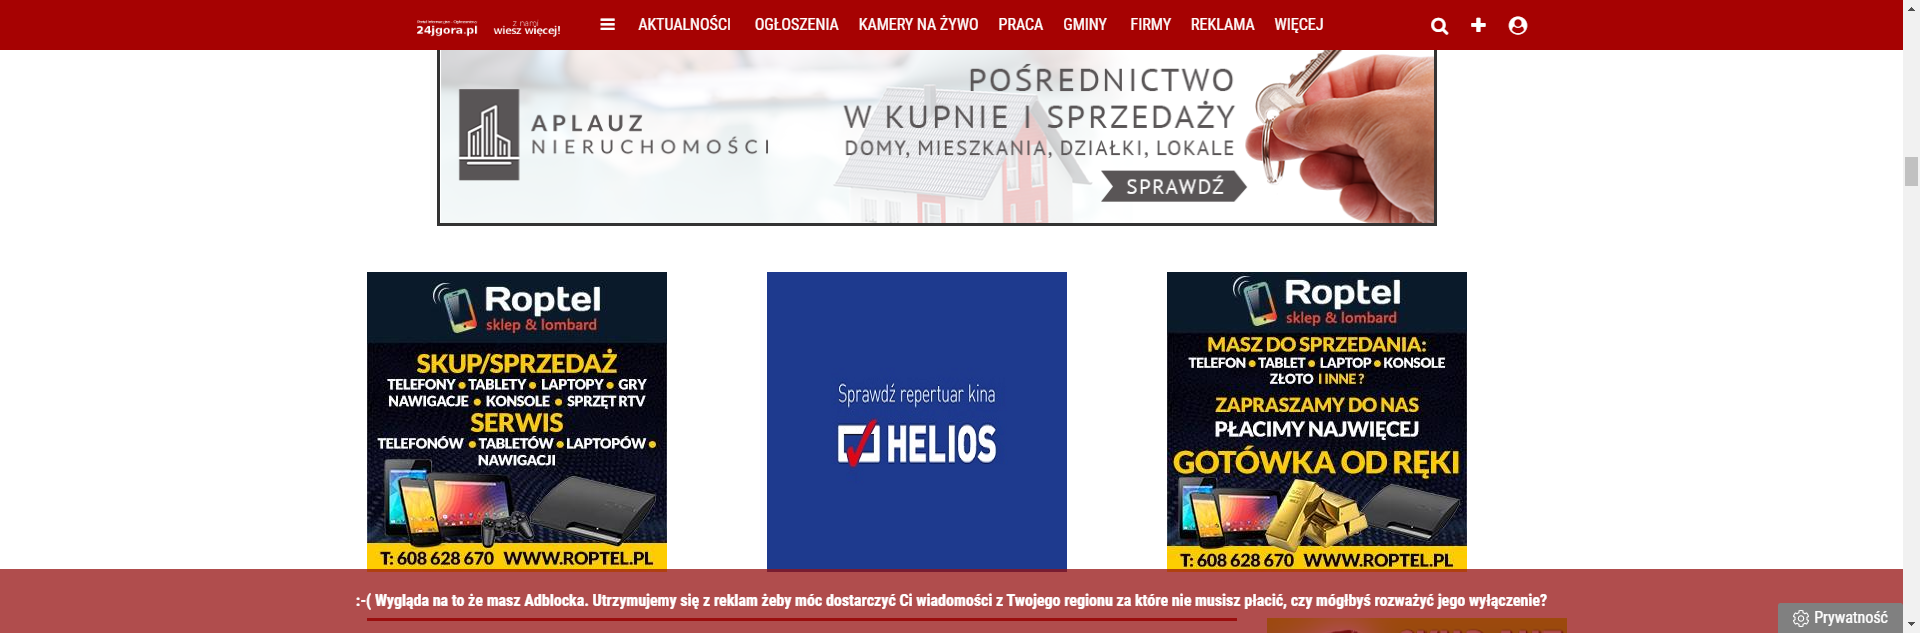 Portal Informacyjno - Ogłoszeniowy
24jgora.pl
z nami
wiesz więcej!
AKTUALNOŚCI OGŁOSZENIA KAMERY NA ŻYWO PRACA GMINY FIRMY REKLAMA WIĘCEJ
APLAUZ
NIERUCHOMOŚCI
POŚREDNICTWO
W KUPNIE I SPRZEDAŻY
DOMY, MIESZKANIA, DZIAŁKI, LOKALE
SPRAWDŹ
Roptel
sklep & lombard
SKUP/SPRZEDAŻ
TELEFONY • TABLETY • LAPTOPY • GRY
NAWIGACJE • KONSOLE • SPRZĘT RTV
SERWIS
TELEFONÓW • TABLETÓW • LAPTOPÓW •
NAWIGACJI
T: 608 628 670 WWW.ROPTEL.PL
Sprawdź repertuar kina
HELIOS
Roptel
sklep & lombard
MASZ DO SPRZEDANIA:
TELEFON • TABLET • LAPTOP • KONSOLE
ZŁOTO I INNE ?
ZAPRASZAMY DO NAS
PŁACIMY NAJWIĘCEJ
GOTÓWKA OD RĘKI
T: 608 628 670 WWW.ROPTEL.PL
:-( Wygląda na to że masz Adblocka. Utrzymujemy się z reklam żeby móc dostarczyć Ci wiadomości z Twojego regionu za które nie musisz płacić, czy mógłbyś rozważyć jego wyłączenie?
Prywatność